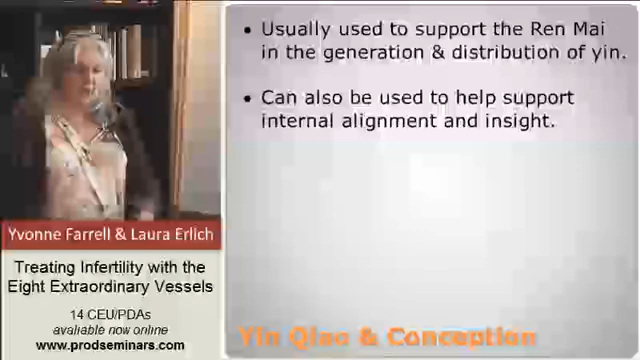 • Usually used to support the Ren Mai
in the generation & distribution of yin.
• Can also be used to help support
internal alignment and insight.
Yvonne Farrell & Laura Erlich
Treating Infertility with the
Eight Extraordinary Vessels
14 CEU/PDAs
available now online
www.prodseminars.com
Yin Qiao & Conception